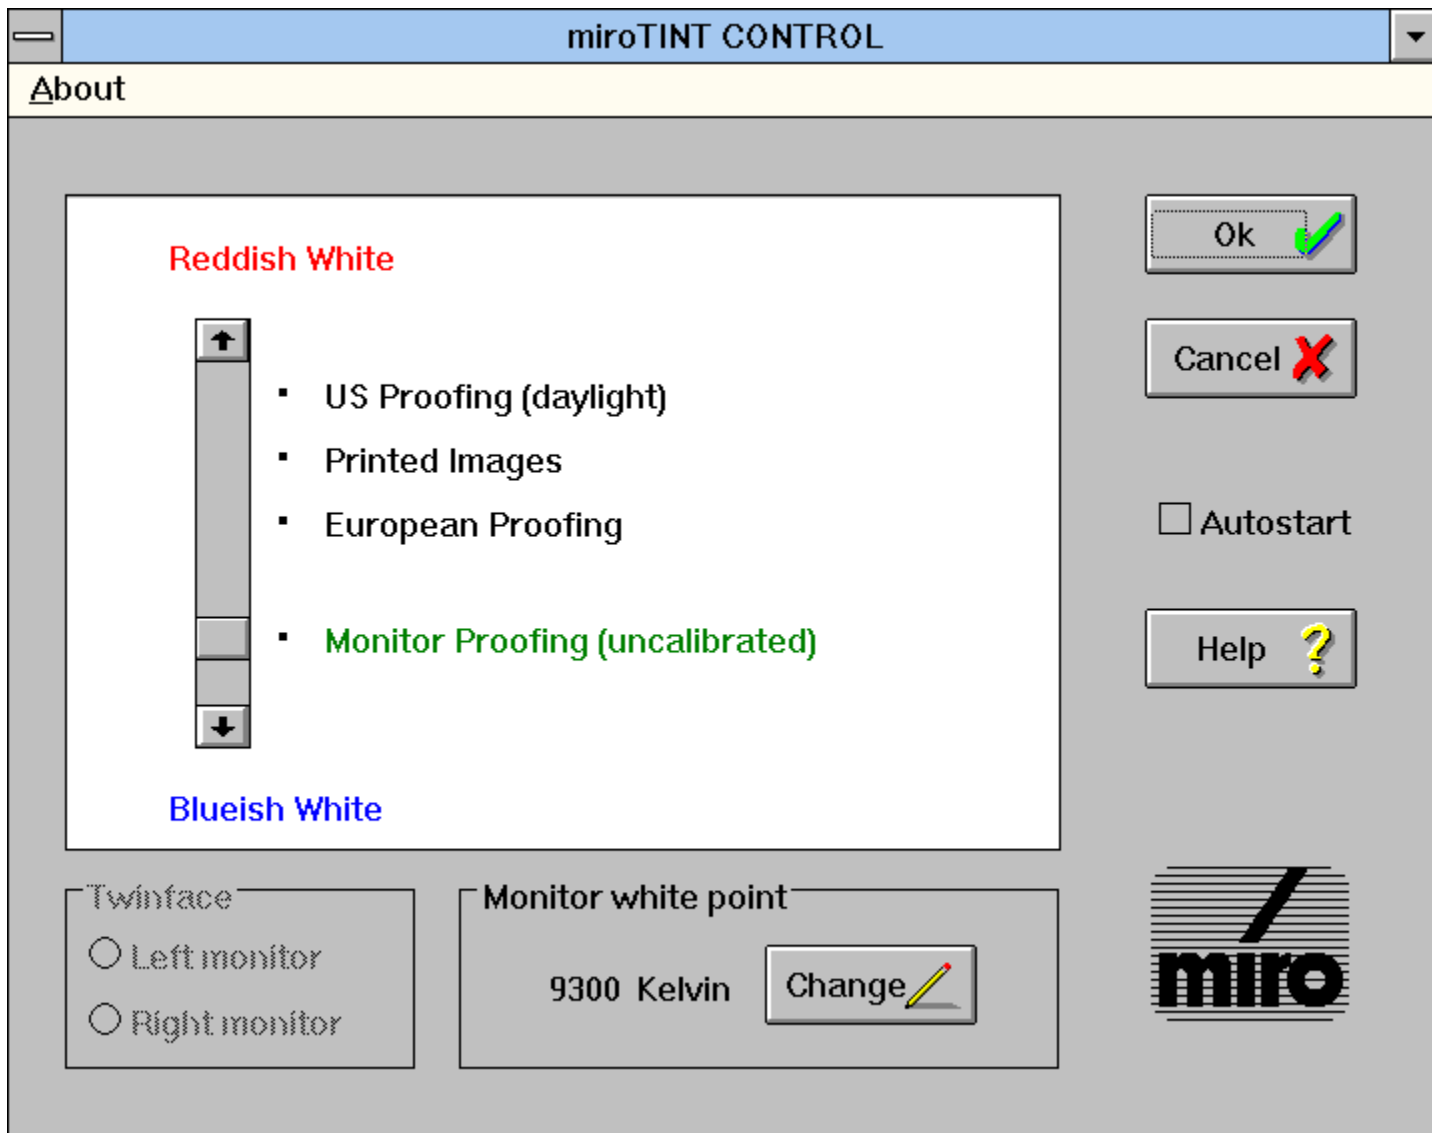 miroTINT CONTROL
About
Reddish White
US Proofing (daylight)
Printed Images
European Proofing
Monitor Proofing (uncalibrated)
Blueish White
Ok
Cancel
Autostart
Help
Twinface
Left monitor
Right monitor
Monitor white point
9300 Kelvin
Change
miro